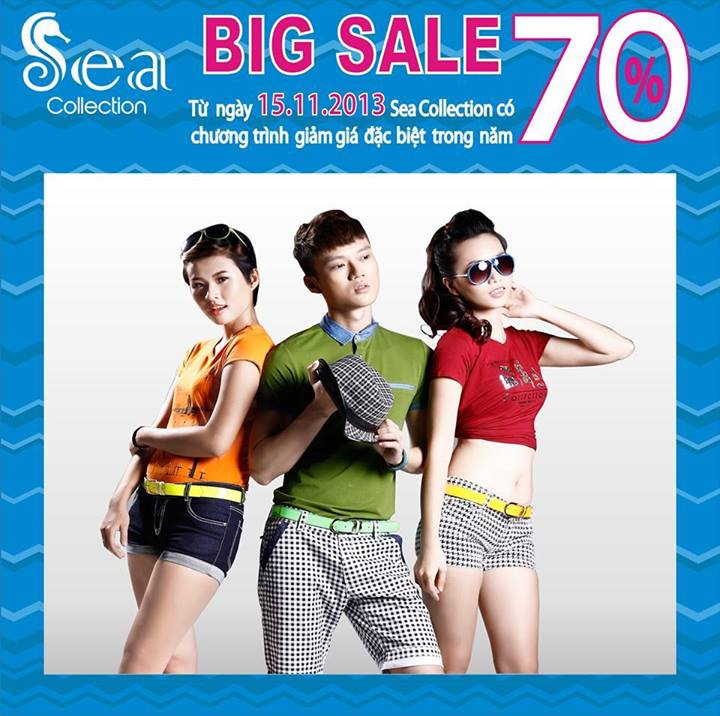 Sea
Collection
BIG SALE 70%
Từ ngày 15.11.2013 Sea Collection có
chương trình giảm giá đặc biệt trong năm
Collection